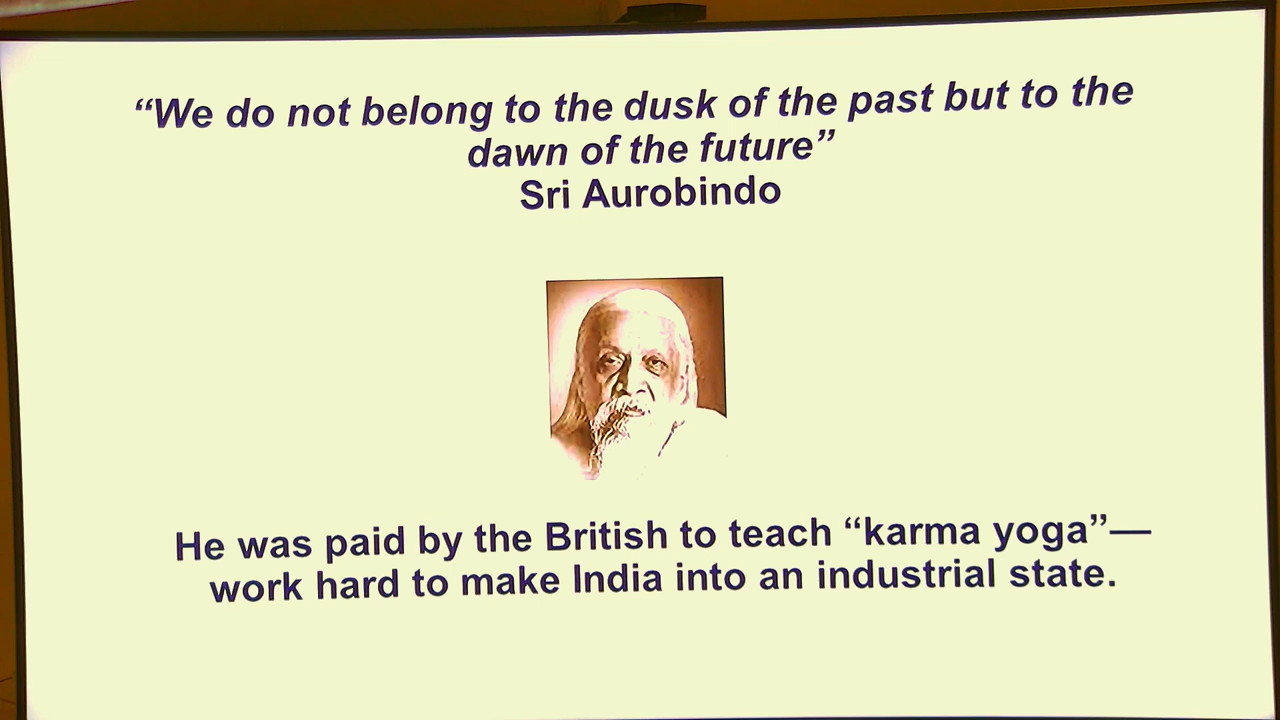 “We do not belong to the dusk of the past but to the
dawn of the future”
Sri Aurobindo
He was paid by the British to teach “karma yoga”—
work hard to make India into an industrial state.